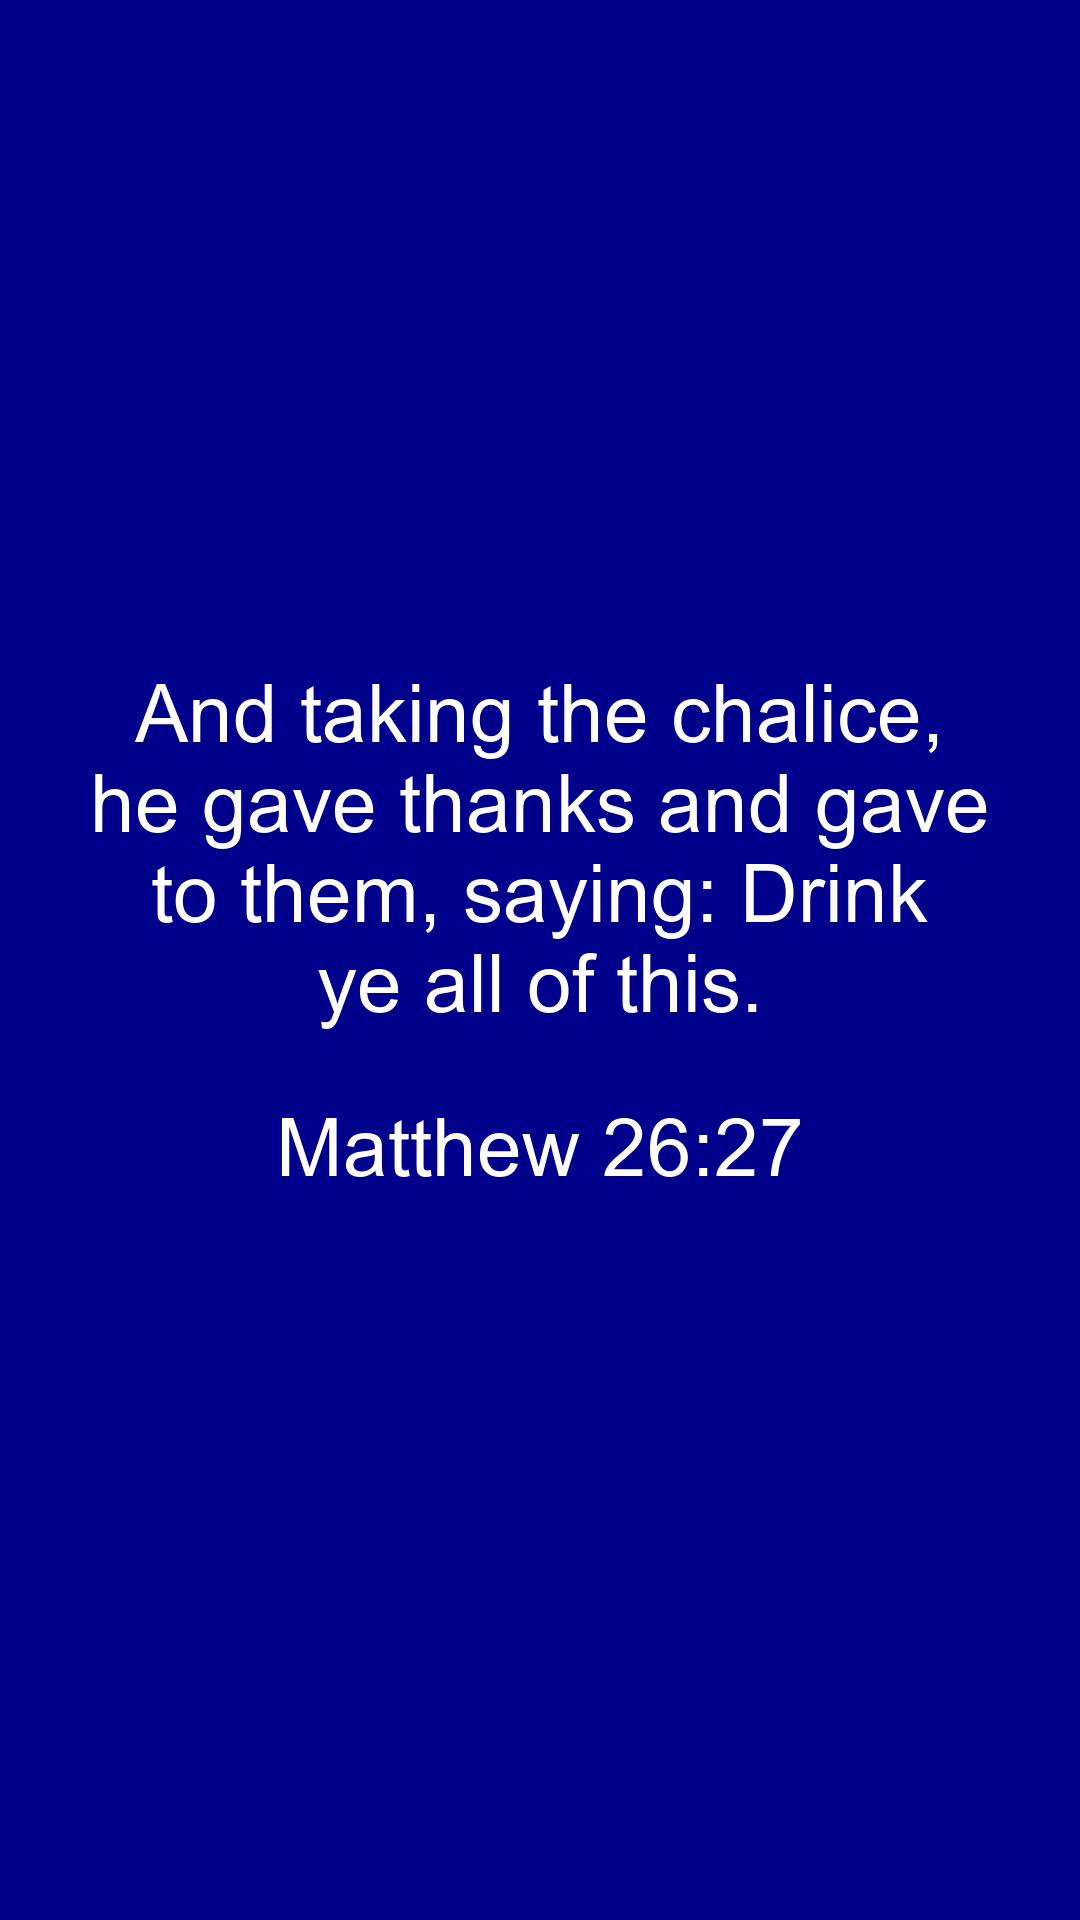 And taking the chalice,
he gave thanks and gave
to them, saying: Drink
ye all of this.
Matthew 26:27